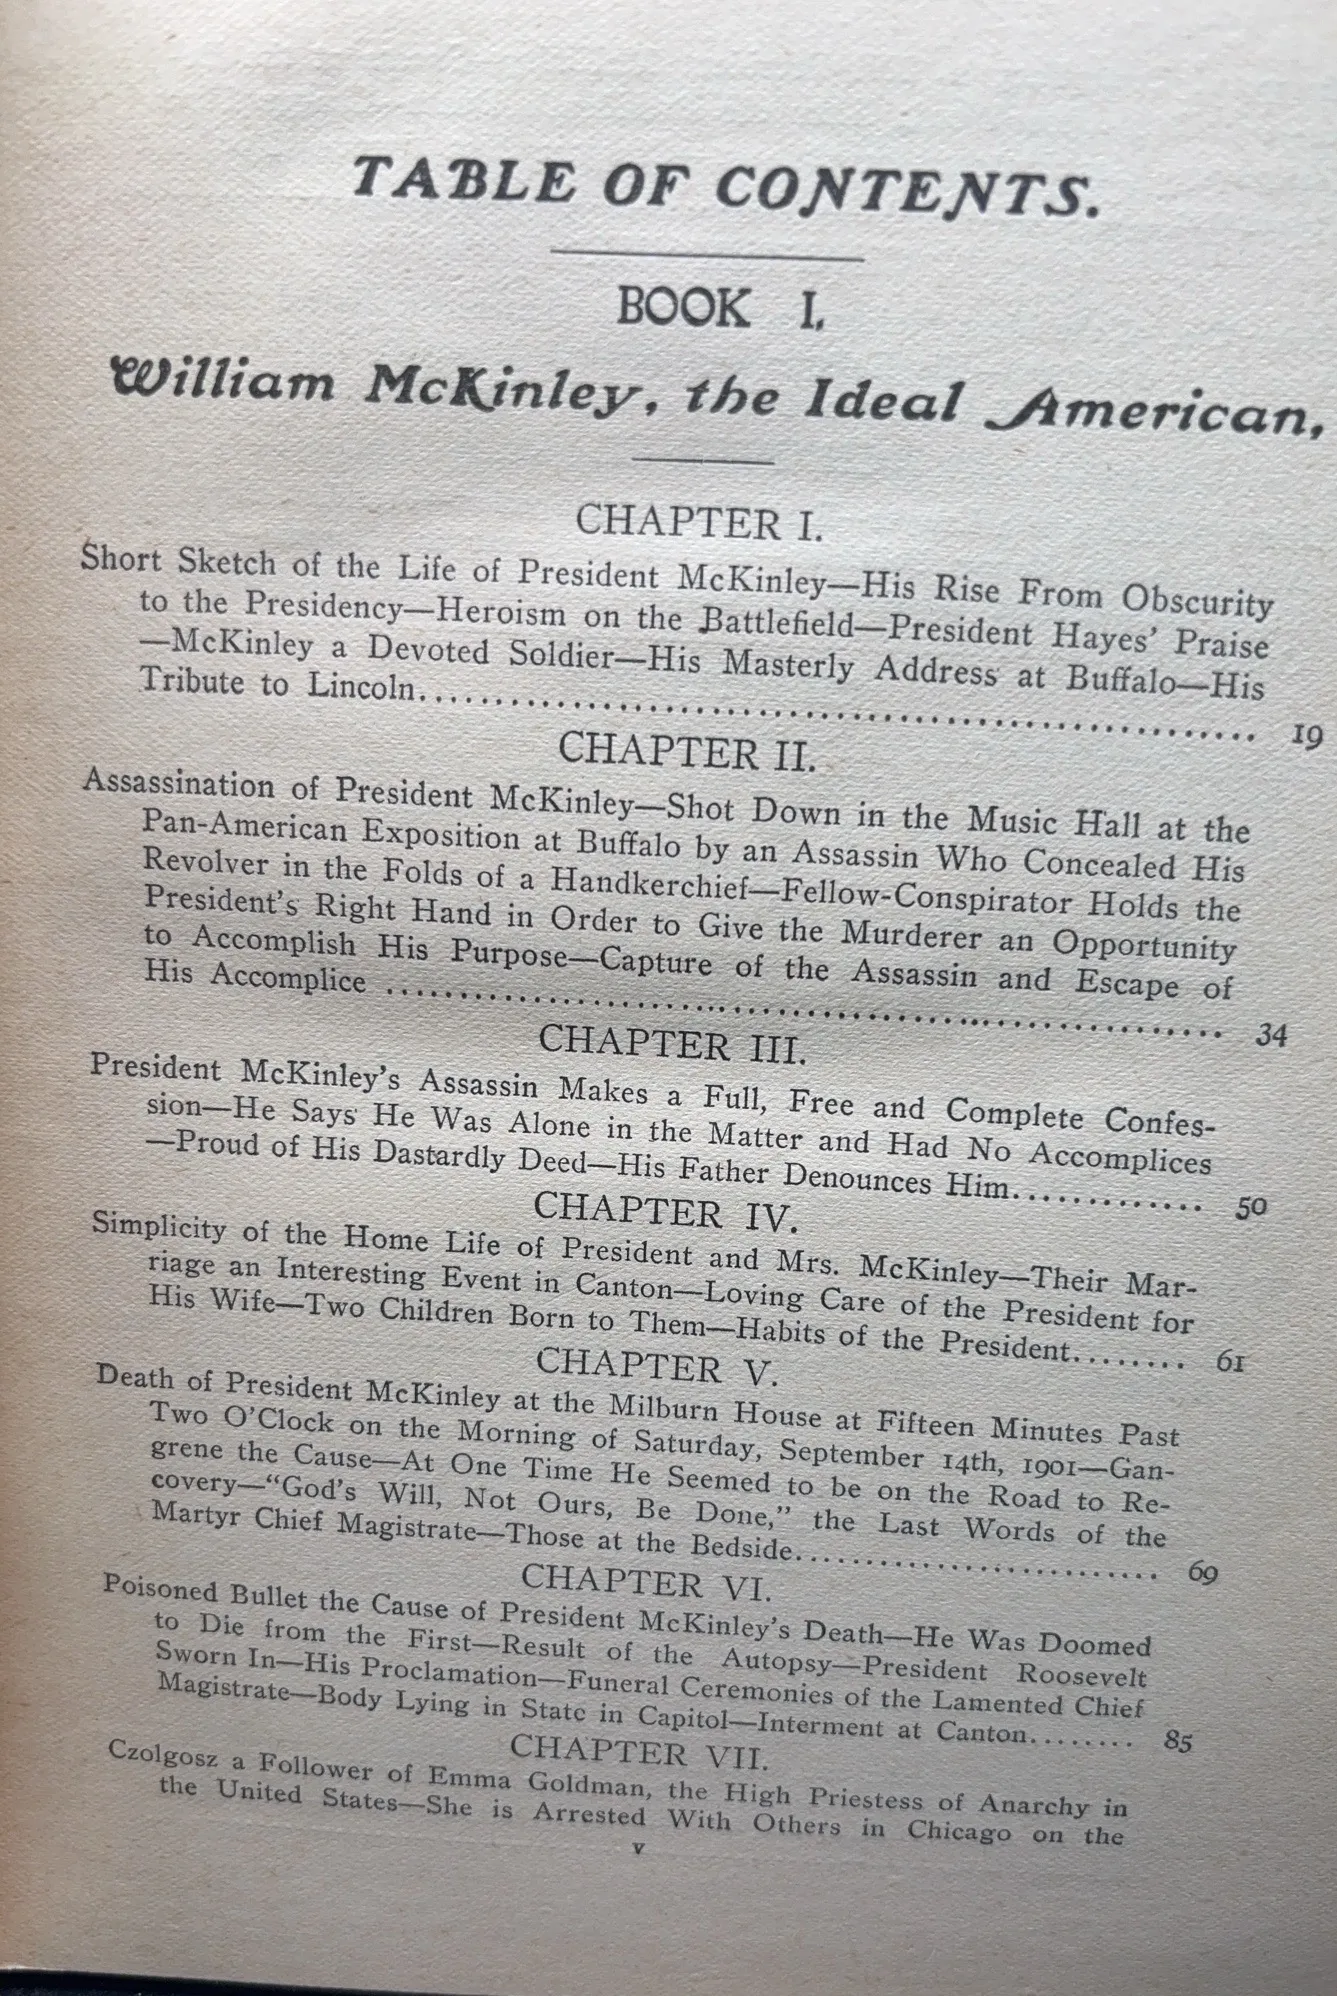 TABLE OF CONTENTS.
BOOK I.
William McKinley, the Ideal American.
CHAPTER I.
Short Sketch of the Life of President McKinley—His Rise From Obscurity
to the Presidency—Heroism on the Battlefield—President Hayes' Praise
—McKinley a Devoted Soldier—His Masterly Address at Buffalo—His
Tribute to Lincoln........................................................ 19
CHAPTER II.
Assassination of President McKinley—Shot Down in the Music Hall at the
Pan-American Exposition at Buffalo by an Assassin Who Concealed His
Revolver in the Folds of a Handkerchief—Fellow-Conspirator Holds the
President's Right Hand in Order to Give the Murderer an Opportunity
to Accomplish His Purpose—Capture of the Assassin and Escape of
His Accomplice ........................................................ 34
CHAPTER III.
President McKinley's Assassin Makes a Full, Free and Complete Confes-
sion—He Says He Was Alone in the Matter and Had No Accomplices
—Proud of His Dastardly Deed—His Father Denounces Him............. 50
CHAPTER IV.
Simplicity of the Home Life of President and Mrs. McKinley—Their Mar-
riage an Interesting Event in Canton—Loving Care of the President for
His Wife—Two Children Born to Them—Habits of the President........ 61
CHAPTER V.
Death of President McKinley at the Milburn House at Fifteen Minutes Past
Two O'Clock on the Morning of Saturday, September 14th, 1901—Gan-
grene the Cause—At One Time He Seemed to be on the Road to Re-
covery—"God's Will, Not Ours, Be Done," the Last Words of the
Martyr Chief Magistrate—Those at the Bedside.......................... 69
CHAPTER VI.
Poisoned Bullet the Cause of President McKinley's Death—He Was Doomed
to Die from the First—Result of the Autopsy—President Roosevelt
Sworn In—His Proclamation—Funeral Ceremonies of the Lamented Chief
Magistrate—Body Lying in State in Capitol—Interment at Canton........ 85
CHAPTER VII.
Czolgosz a Follower of Emma Goldman, the High Priestess of Anarchy in
the United States—She is Arrested With Others in Chicago on the
v